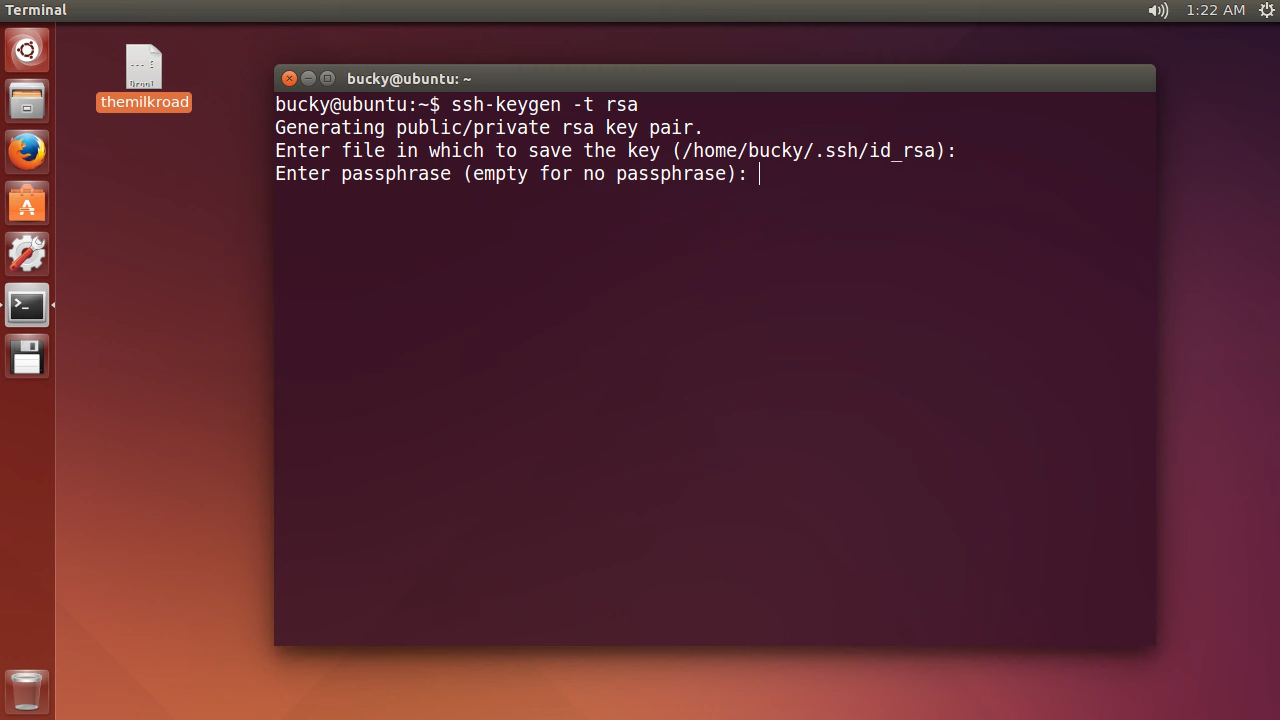 Terminal
1:22 AM
themilkroad
bucky@ubuntu: ~
bucky@ubuntu:~$ ssh-keygen -t rsa
Generating public/private rsa key pair.
Enter file in which to save the key (/home/bucky/.ssh/id_rsa):
Enter passphrase (empty for no passphrase):